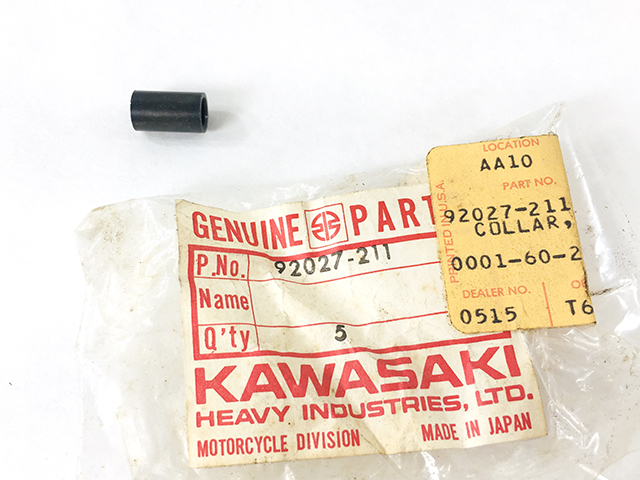 LOCATION
AA10
PART NO.
92027-211
COLLAR,
0001-60-2
DEALER NO.
0515 T6
PRINTED IN U.S.A.
GENUINE PART
P.No. 92027-211
Name
Q'ty 5
KAWASAKI
HEAVY INDUSTRIES, LTD.
MOTORCYCLE DIVISION MADE IN JAPAN